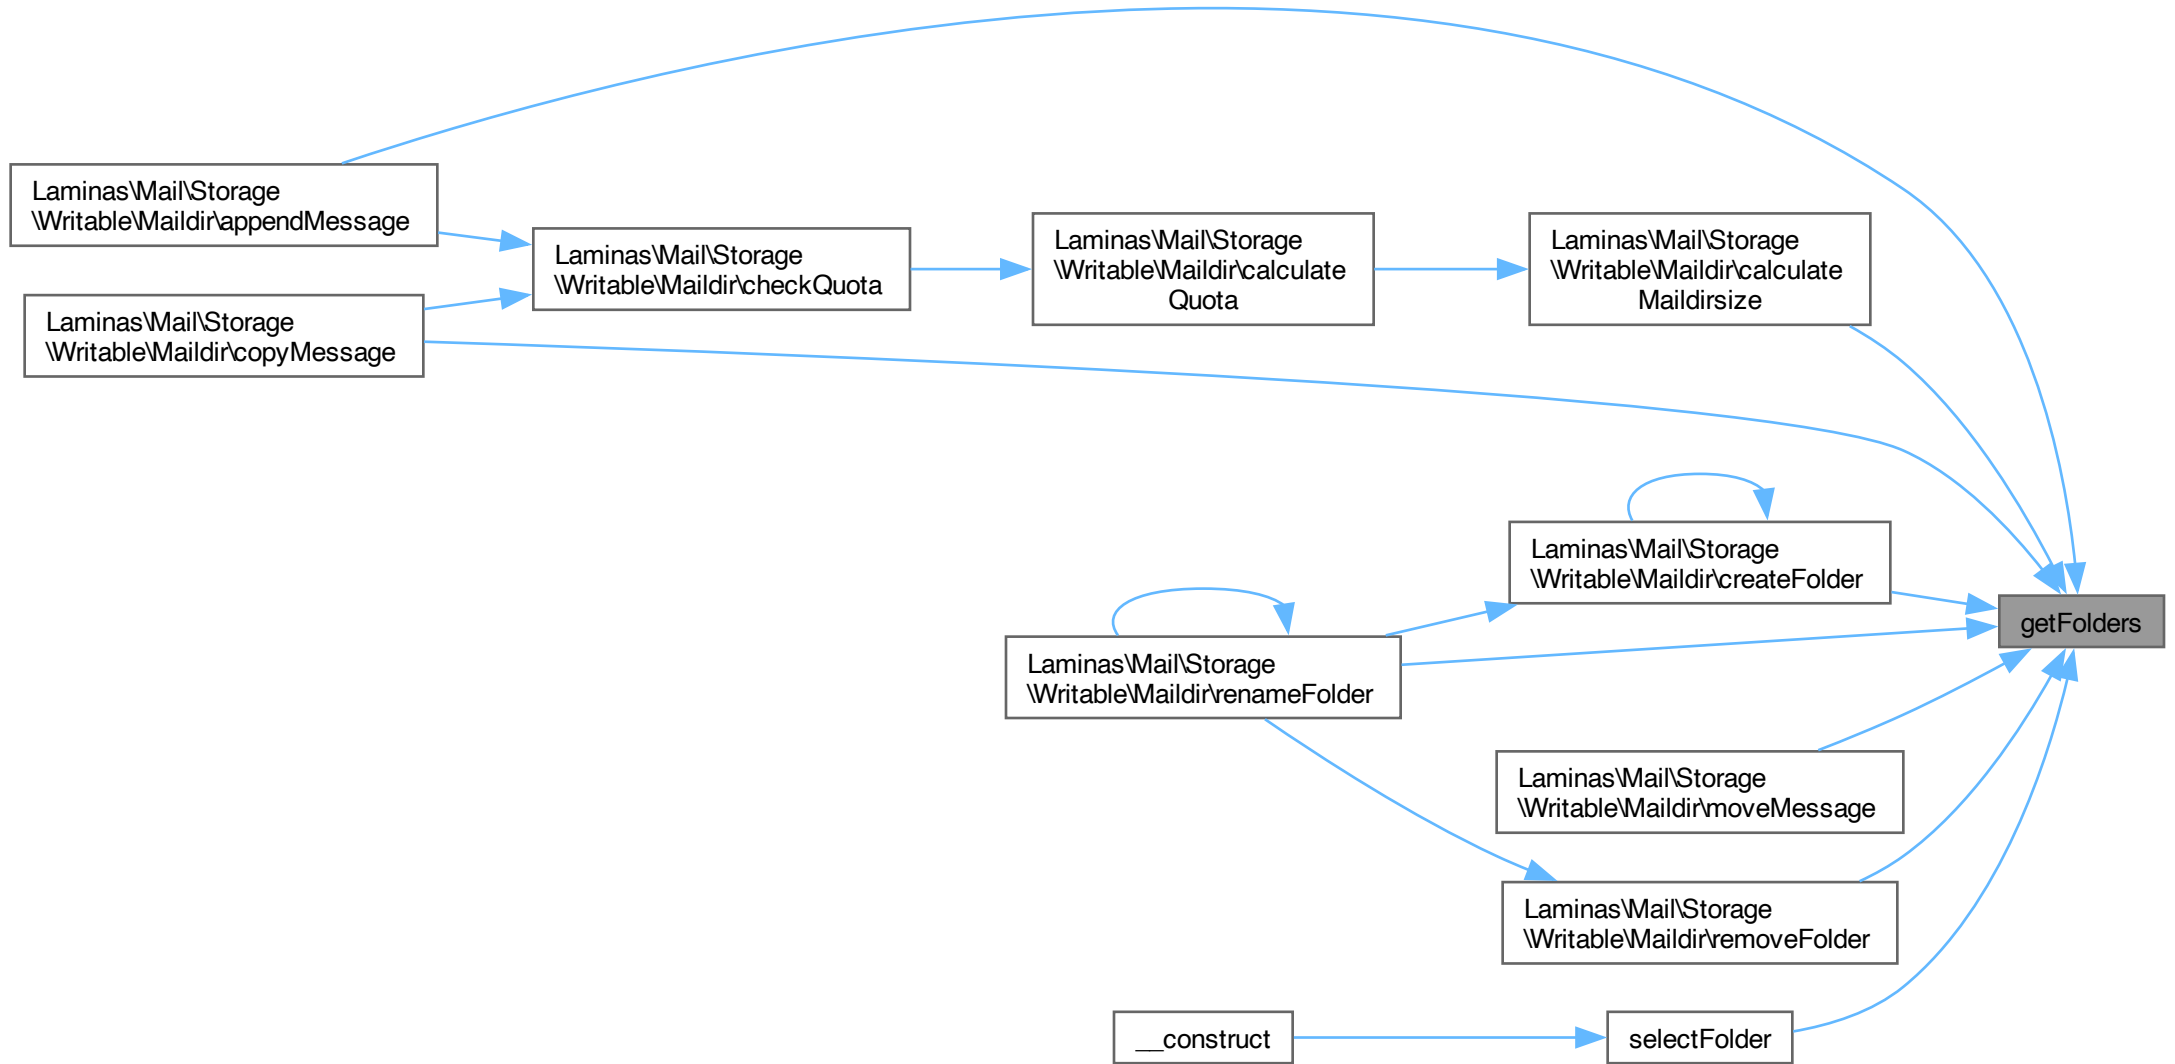 Laminas\Mail\Storage
\Writable\Maildir\appendMessage
Laminas\Mail\Storage
\Writable\Maildir\copyMessage
Laminas\Mail\Storage
\Writable\Maildir\checkQuota
Laminas\Mail\Storage
\Writable\Maildir\calculate
Quota
Laminas\Mail\Storage
\Writable\Maildir\calculate
Maildirsize
Laminas\Mail\Storage
\Writable\Maildir\createFolder
getFolders
Laminas\Mail\Storage
\Writable\Maildir\renameFolder
Laminas\Mail\Storage
\Writable\Maildir\moveMessage
Laminas\Mail\Storage
\Writable\Maildir\removeFolder
__construct
selectFolder